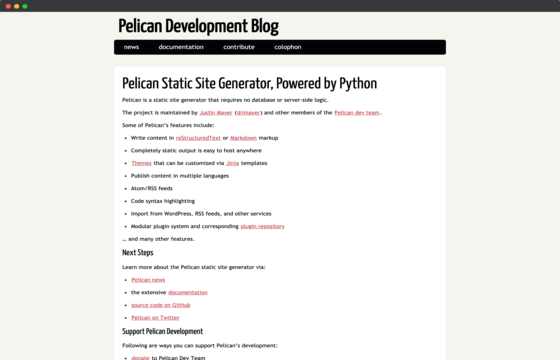 Pelican Development Blog
news documentation contribute colophon
Pelican Static Site Generator, Powered by Python
Pelican is a static site generator that requires no database or server-side logic.
The project is maintained by Justin Mayer (@jmayer) and other members of the Pelican dev team.
Some of Pelican's features include:
• Write content in reStructuredText or Markdown markup
• Completely static output is easy to host anywhere
• Themes that can be customized via Jinja templates
• Publish content in multiple languages
• Atom/RSS feeds
• Code syntax highlighting
• Import from WordPress, RSS feeds, and other services
• Modular plugin system and corresponding plugin repository
... and many other features.
Next Steps
Learn more about the Pelican static site generator via:
• Pelican news
• the extensive documentation
• source code on GitHub
• Pelican on Twitter
Support Pelican Development
Following are ways you can support Pelican's development:
• donate to Pelican Dev Team